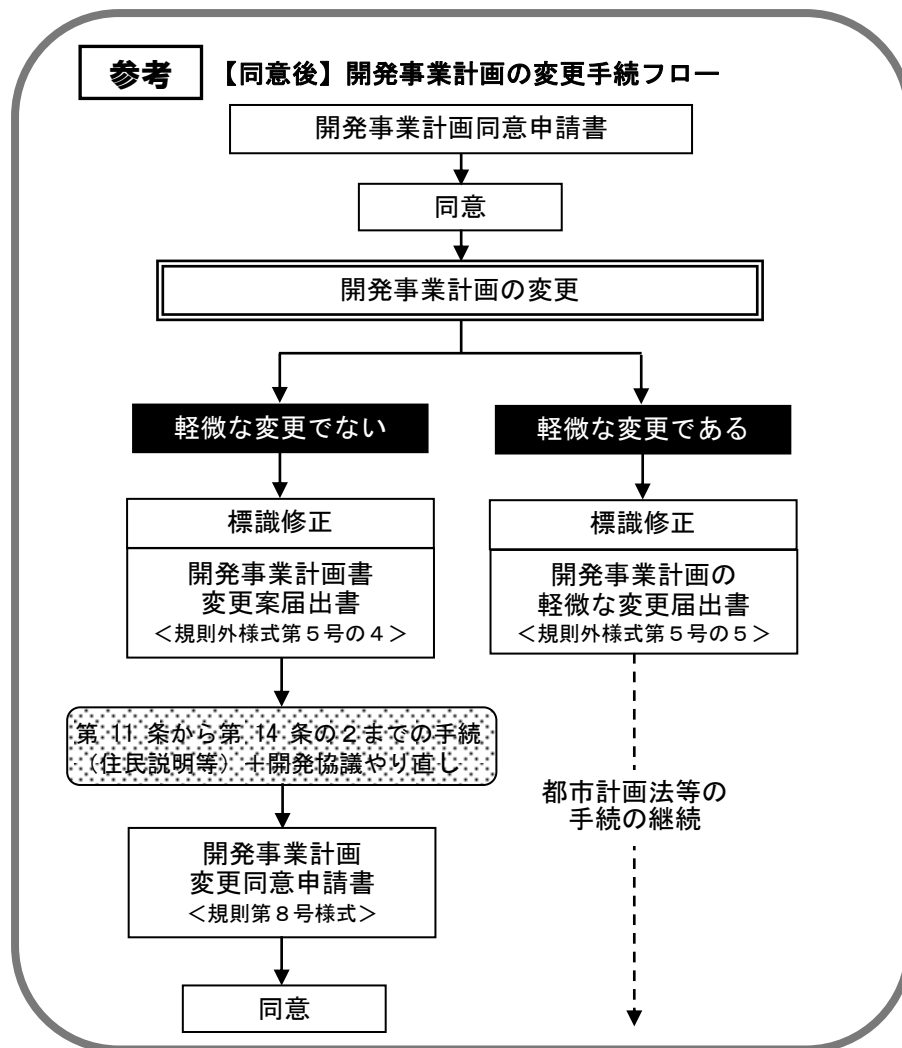 参考
【同意後】開発事業計画の変更手続フロー
開発事業計画同意申請書
同意
開発事業計画の変更
軽微な変更でない
標識修正
開発事業計画書
変更案届出書
＜規則外様式第５号の４＞
第 11 条から第 14 条の２までの手続
（住民説明等）＋開発協議やり直し
開発事業計画
変更同意申請書
＜規則第８号様式＞
同意
軽微な変更である
標識修正
開発事業計画の
軽微な変更届出書
＜規則外様式第５号の５＞
都市計画法等の
手続の継続